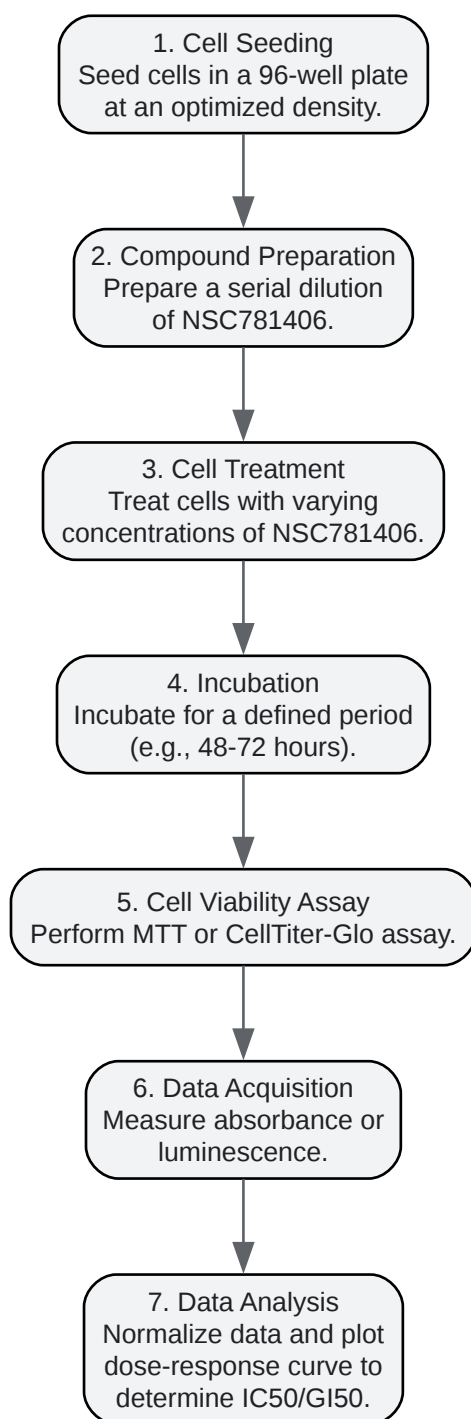 1. Cell Seeding
Seed cells in a 96-well plate
at an optimized density.
2. Compound Preparation
Prepare a serial dilution
of NSC781406.
3. Cell Treatment
Treat cells with varying
concentrations of NSC781406.
4. Incubation
Incubate for a defined period
(e.g., 48-72 hours).
5. Cell Viability Assay
Perform MTT or CellTiter-Glo assay.
6. Data Acquisition
Measure absorbance or
luminescence.
7. Data Analysis
Normalize data and plot
dose-response curve to
determine IC50/GI50.